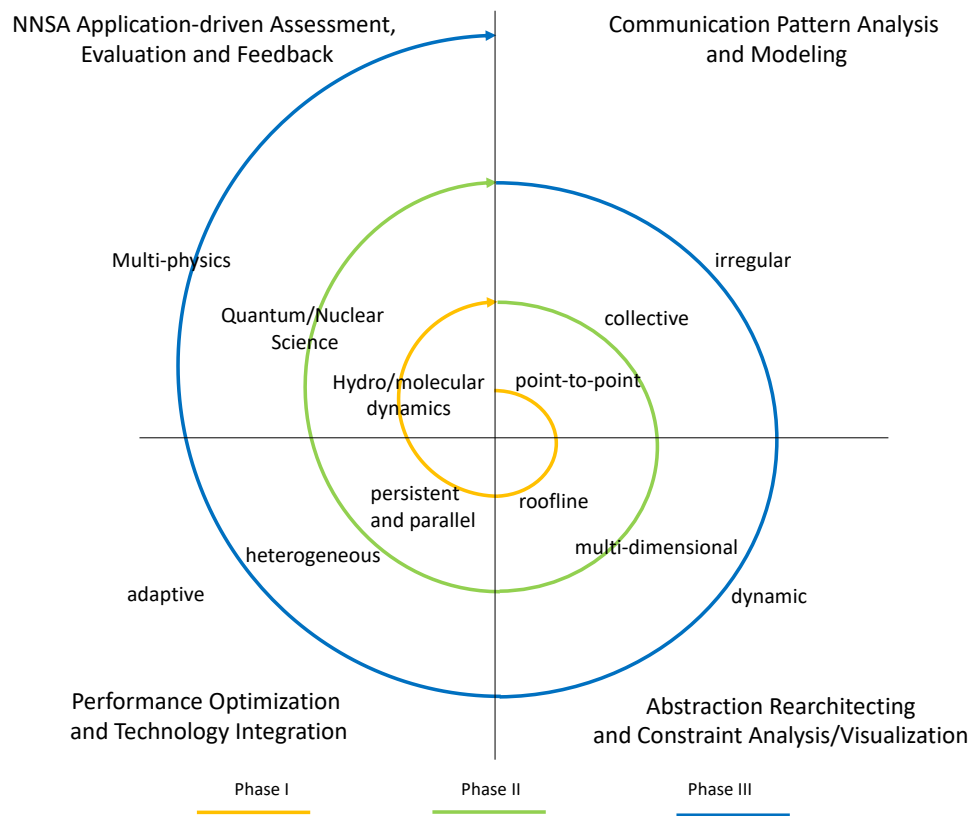 NNSA Application-driven Assessment,
Evaluation and Feedback
Communication Pattern Analysis
and Modeling
Multi-physics
irregular
Quantum/Nuclear
Science
collective
Hydro/molecular
dynamics
point-to-point
persistent
and parallel
roofline
heterogeneous
multi-dimensional
adaptive
dynamic
Performance Optimization
and Technology Integration
Abstraction Rearchitecting
and Constraint Analysis/Visualization
Phase I
Phase II
Phase III